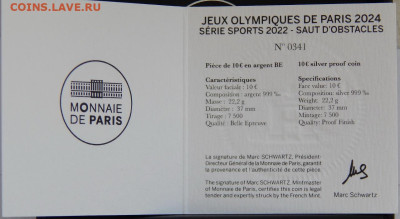 COINS.LAVE.RU
JEUX OLYMPIQUES DE PARIS 2024
SÉRIE SPORTS 2022 - SAUT D'OBSTACLES
N° 0341
Pièce de 10 € en argent BE
Caractéristiques
Valeur faciale : 10 €
Composition : argent 999 ‰
Masse : 22,2 g
Diamètre : 37 mm
Tirage : 7 500
Qualité : Belle Épreuve
10 € silver proof coin
Specifications
Face value: 10 €
Composition: silver 999 ‰
Weight: 22,2 g
Diameter: 37 mm
Mintage: 7 500
Quality: Proof Finish
MONNAIE
DE PARIS
La signature de Marc SCHWARTZ, Président-
Directeur Général de la Monnaie de Paris, garantit
la provenance et l'authenticité de cette pièce.
The signature of Marc SCHWARTZ, Mintmaster
of Monnaie de Paris, certifies this coin is legal
tender and expressly struck by the French Mint.
Marc Schwartz